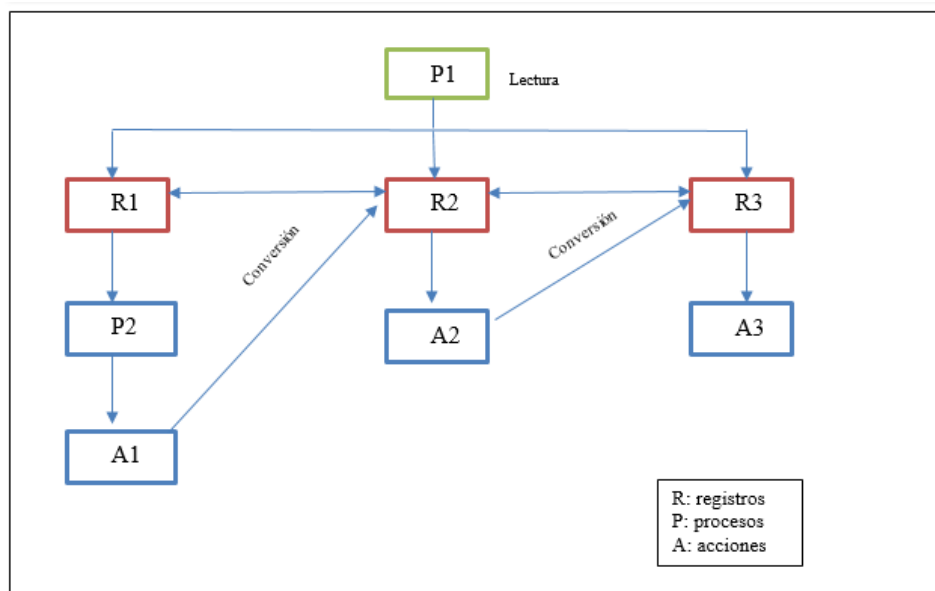 P1
Lectura
R1
R2
R3
Conversión
Conversión
P2
A2
A3
A1
R: registros
P: procesos
A: acciones